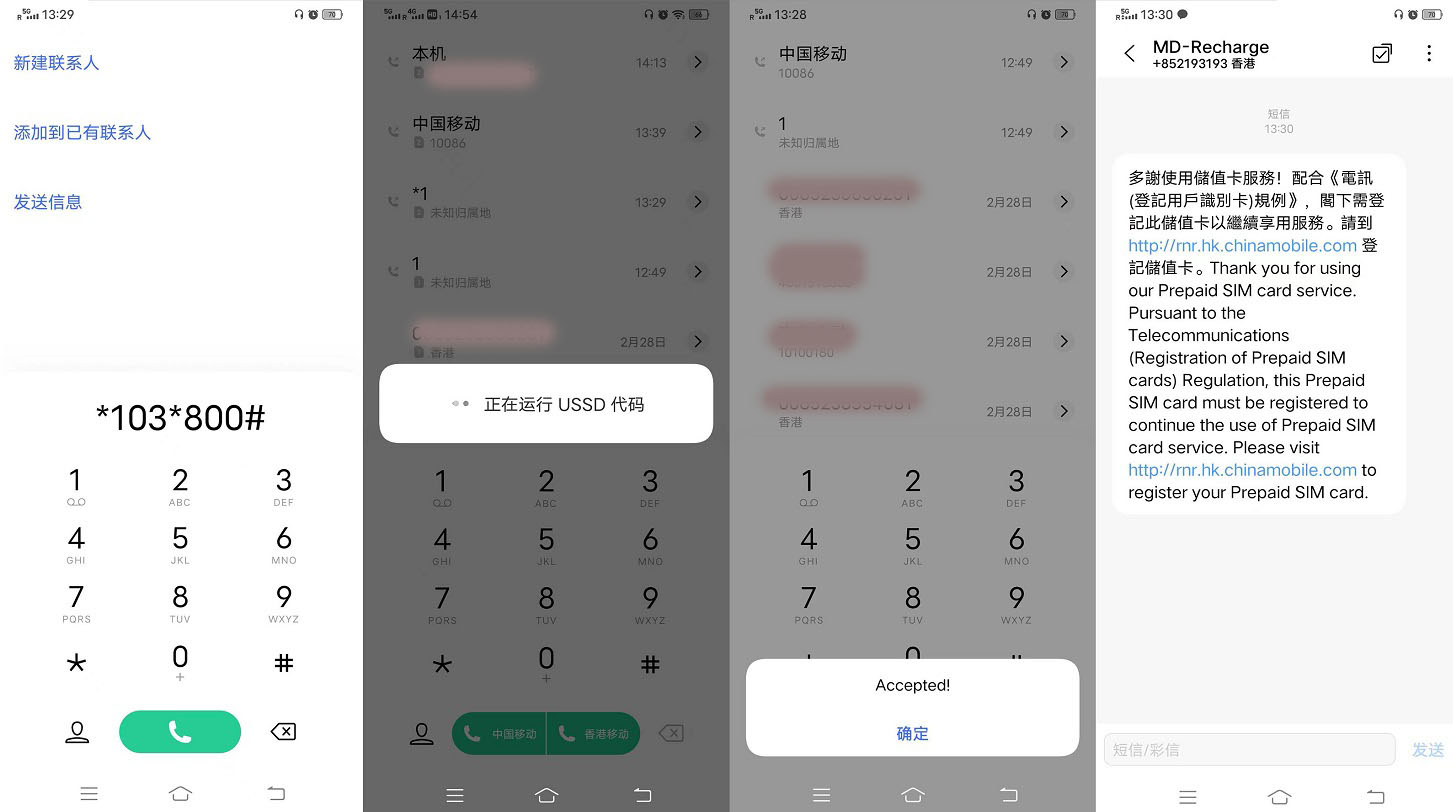 5G 13:29 70
R
新建联系人
添加到已有联系人
发送信息
*103*800#
1 2 3
ABC DEF
4 5 6
GHI JKL MNO
7 8 9
PQRS TUV WXYZ
* 0 #
+
5G 4G HD 14:54 66
R
本机 14:13
2
中国移动 13:39
2 10086
*1 13:29
未知归属地
1 12:49
未知归属地
2月28日
香港
正在运行 USSD 代码
1 2 3
ABC DEF
4 5 6
GHI JKL MNO
7 8 9
PQRS TUV WXYZ
* 0 #
+
中国移动 香港移动
5G 13:28 70
R
中国移动 12:49
10086
1 12:49
未知归属地
2月28日
香港
2月28日
2月28日
2月28日
香港
1 2 3
ABC DEF
4 5 6
GHI JKL MNO
7 8 9
PQRS TUV WXYZ
Accepted!
确定
5G 13:30 70
R
MD-Recharge
+852193193 香港
短信
13:30
多謝使用儲值卡服務！配合《電訊
(登記用戶識別卡)規例》，閣下需登
記此儲值卡以繼續享用服務。請到
http://rnr.hk.chinamobile.com 登
記儲值卡。Thank you for using
our Prepaid SIM card service.
Pursuant to the
Telecommunications
(Registration of Prepaid SIM
cards) Regulation, this Prepaid
SIM card must be registered to
continue the use of Prepaid SIM
card service. Please visit
http://rnr.hk.chinamobile.com to
register your Prepaid SIM card.
短信/彩信 发送